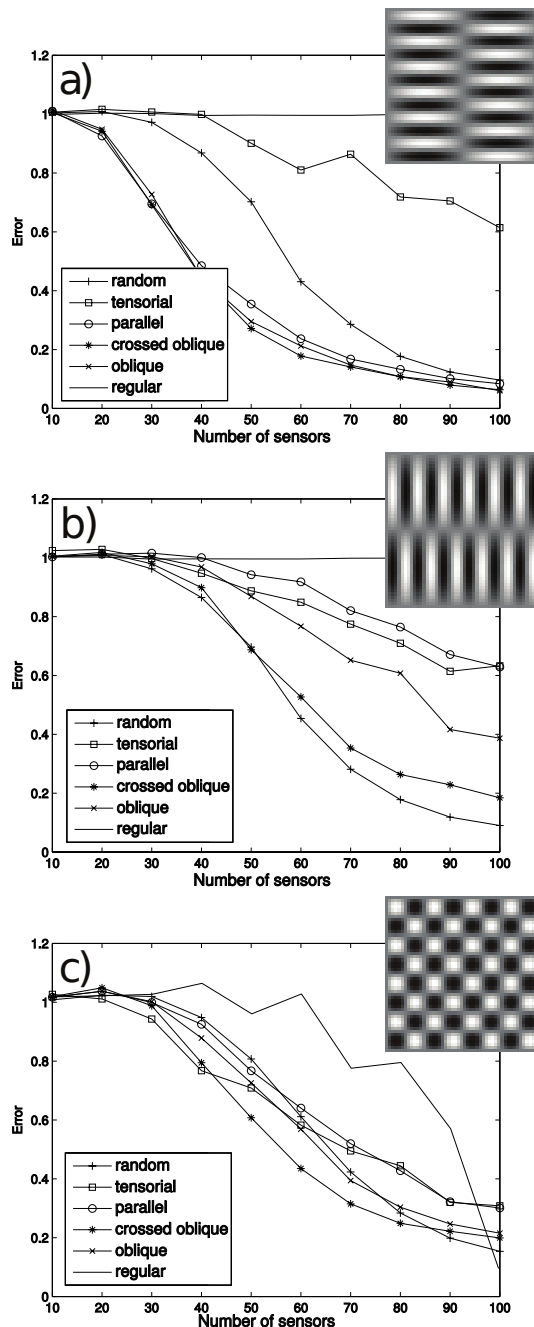 1.2
a)
1
0.8
0.6
0.4
0.2
0
Error
random
tensorial
parallel
crossed oblique
oblique
regular
10 20 30 40 50 60 70 80 90 100
Number of sensors
1.2
b)
1
0.8
0.6
0.4
0.2
0
Error
random
tensorial
parallel
crossed oblique
oblique
regular
10 20 30 40 50 60 70 80 90 100
Number of sensors
1.2
c)
1
0.8
0.6
0.4
0.2
0
Error
random
tensorial
parallel
crossed oblique
oblique
regular
10 20 30 40 50 60 70 80 90 100
Number of sensors